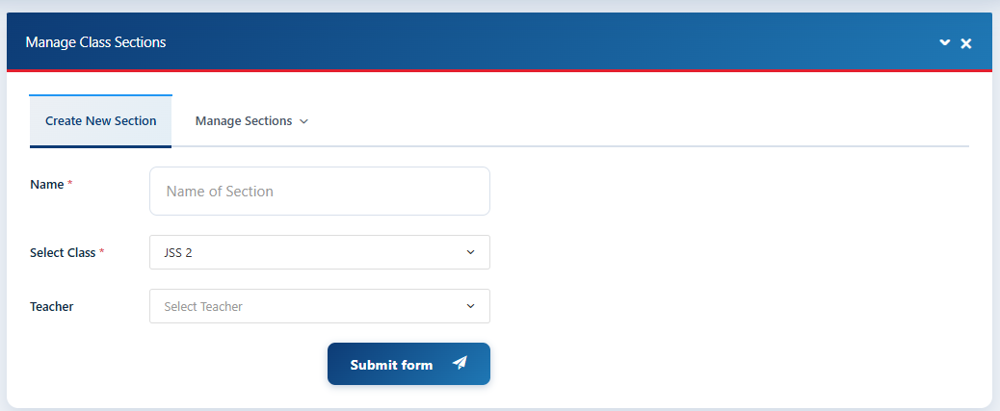 Manage Class Sections
Create New Section
Manage Sections
Name *
Name of Section
Select Class *
JSS 2
Teacher
Select Teacher
Submit form